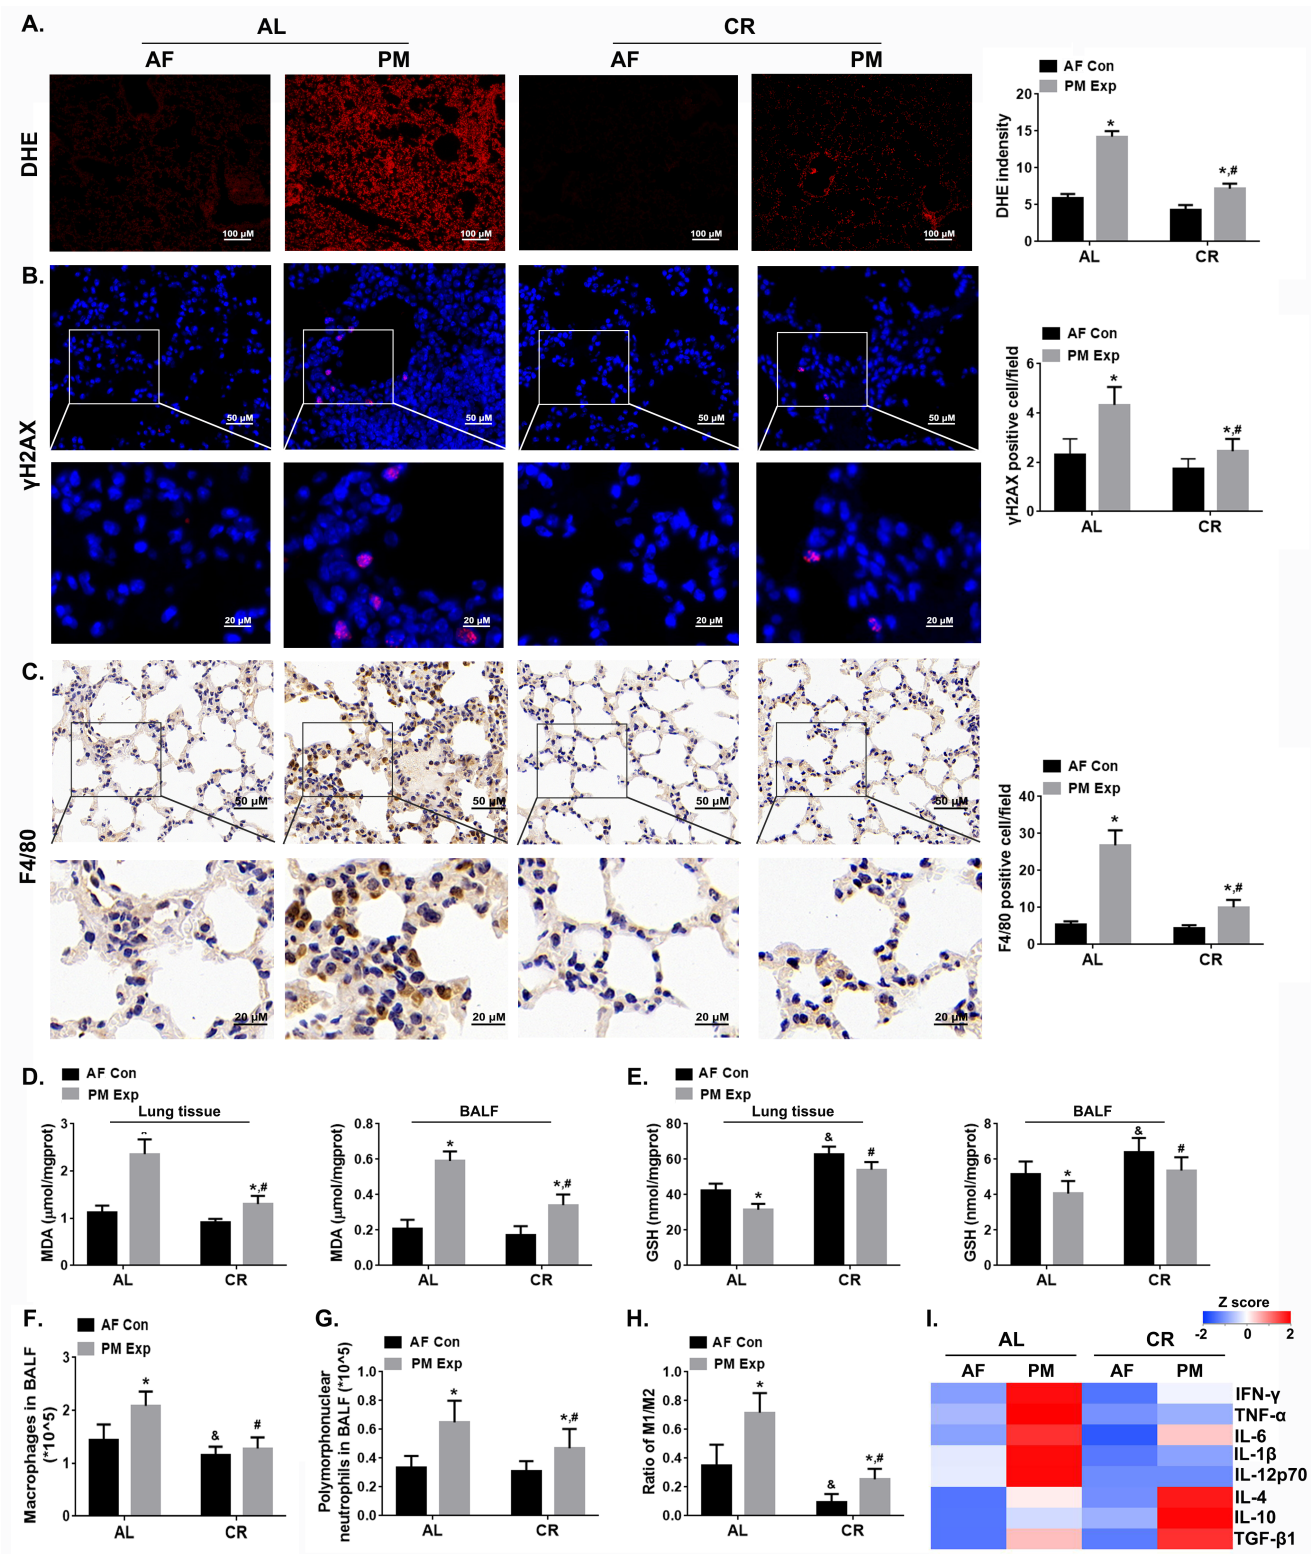 A.
AL
CR
AF
PM
AF
PM
DHE
100 µM
100 µM
100 µM
100 µM
AF Con
PM Exp
DHE indensity
20
15
10
5
0
*
*,#
AL
CR
B.
γH2AX
50 µM
50 µM
50 µM
50 µM
20 µM
20 µM
20 µM
20 µM
AF Con
PM Exp
γH2AX positive cell/field
6
4
2
0
*
*,#
AL
CR
C.
F4/80
50 µM
50 µM
50 µM
50 µM
20 µM
20 µM
20 µM
20 µM
AF Con
PM Exp
F4/80 positive cell/field
40
30
20
10
0
*
*,#
AL
CR
D.
AF Con
PM Exp
Lung tissue
MDA (µmol/mgprot)
3
2
1
0
*,#
AL
CR
BALF
MDA (µmol/mgprot)
0.8
0.6
0.4
0.2
0.0
*
*,#
AL
CR
E.
AF Con
PM Exp
Lung tissue
GSH (nmol/mgprot)
80
60
40
20
0
*
&
#
AL
CR
BALF
GSH (nmol/mgprot)
8
6
4
2
0
*
&
#
AL
CR
F.
AF Con
PM Exp
Macrophages in BALF
(*10^5)
3
2
1
0
*
&
#
AL
CR
G.
AF Con
PM Exp
Polymorphonuclear
neutrophils in BALF (*10^5)
1.0
0.8
0.6
0.4
0.2
0.0
*
*,#
AL
CR
H.
AF Con
PM Exp
Ratio of M1/M2
1.0
0.8
0.6
0.4
0.2
0.0
*
&
*,#
AL
CR
I.
Z score
-2 0 2
AL
CR
AF
PM
AF
PM
IFN-γ
TNF-α
IL-6
IL-1β
IL-12p70
IL-4
IL-10
TGF-β1